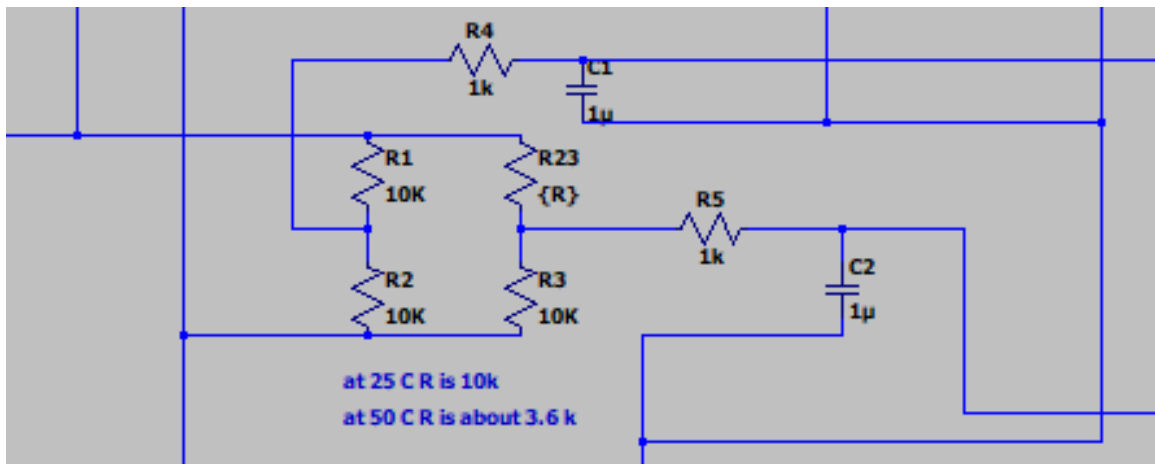 R4
1k
C1
1µ
R1
10K
R23
{R}
R5
1k
R2
10K
R3
10K
C2
1µ
at 25 C R is 10k
at 50 C R is about 3.6 k